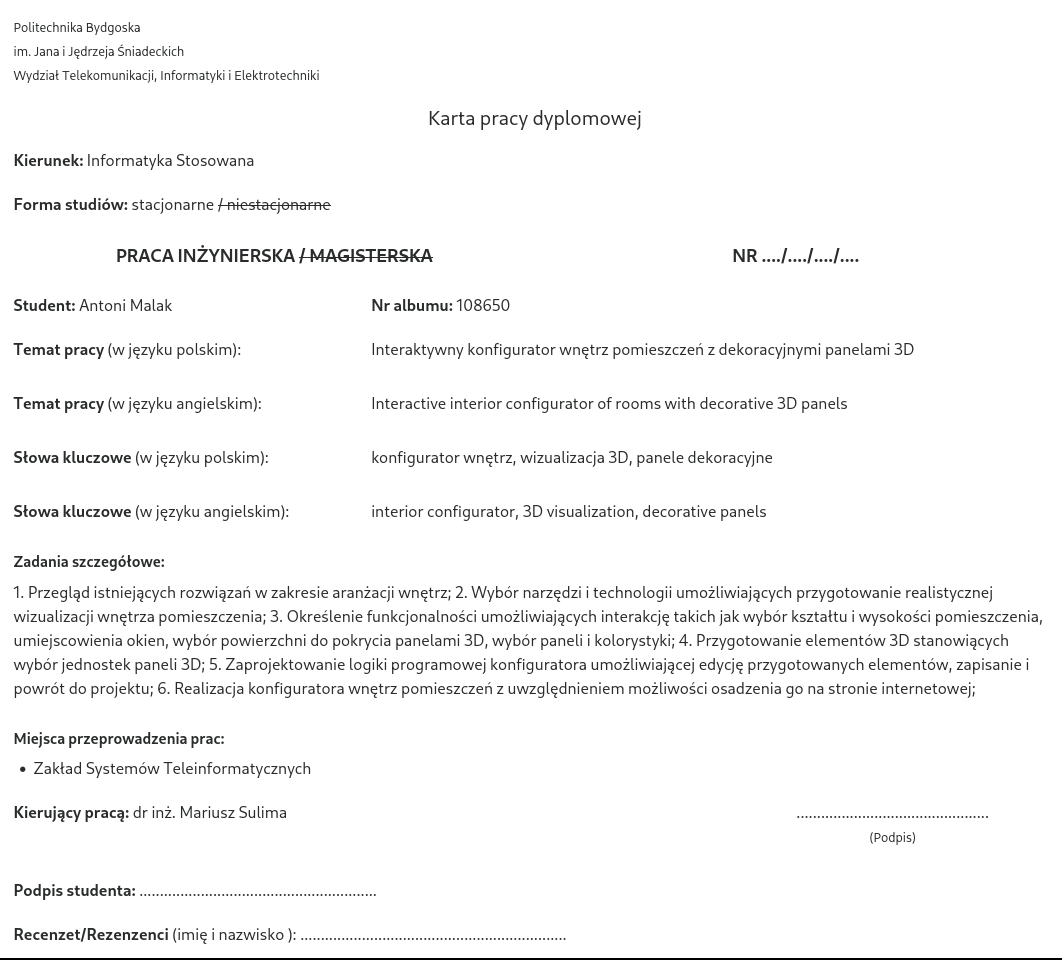 Politechnika Bydgoska
im. Jana i Jędrzeja Śniadeckich
Wydział Telekomunikacji, Informatyki i Elektrotechniki
Karta pracy dyplomowej
Kierunek: Informatyka Stosowana
Forma studiów: stacjonarne / niestacjonarne
PRACA INŻYNIERSKA / MAGISTERSKA NR ..../..../..../....
Student: Antoni Malak Nr albumu: 108650
Temat pracy (w języku polskim): Interaktywny konfigurator wnętrz pomieszczeń z dekoracyjnymi panelami 3D
Temat pracy (w języku angielskim): Interactive interior configurator of rooms with decorative 3D panels
Słowa kluczowe (w języku polskim): konfigurator wnętrz, wizualizacja 3D, panele dekoracyjne
Słowa kluczowe (w języku angielskim): interior configurator, 3D visualization, decorative panels
Zadania szczegółowe:
1. Przegląd istniejących rozwiązań w zakresie aranżacji wnętrz; 2. Wybór narzędzi i technologii umożliwiających przygotowanie realistycznej
wizualizacji wnętrza pomieszczenia; 3. Określenie funkcjonalności umożliwiających interakcję takich jak wybór kształtu i wysokości pomieszczenia,
umiejscowienia okien, wybór powierzchni do pokrycia panelami 3D, wybór paneli i kolorystyki; 4. Przygotowanie elementów 3D stanowiących
wybór jednostek paneli 3D; 5. Zaprojektowanie logiki programowej konfiguratora umożliwiającej edycję przygotowanych elementów, zapisanie i
powrót do projektu; 6. Realizacja konfiguratora wnętrz pomieszczeń z uwzględnieniem możliwości osadzenia go na stronie internetowej;
Miejsca przeprowadzenia prac:
• Zakład Systemów Teleinformatycznych
Kierujący pracą: dr inż. Mariusz Sulima ...............................................
(Podpis)
Podpis studenta: ..........................................................
Recenzet/Rezenzenci (imię i nazwisko ): .................................................................